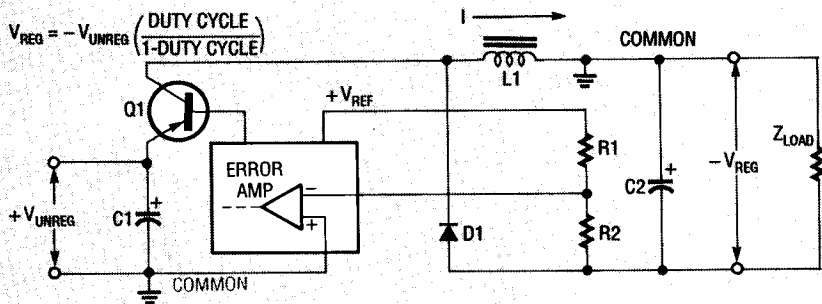 V_REG = -V_UNREG (DUTY CYCLE / 1-DUTY CYCLE)
I
COMMON
L1
Q1
+V_REF
R1
Z_LOAD
ERROR AMP
-
+
C2
+
-V_REG
+V_UNREG
C1
+
D1
R2
COMMON